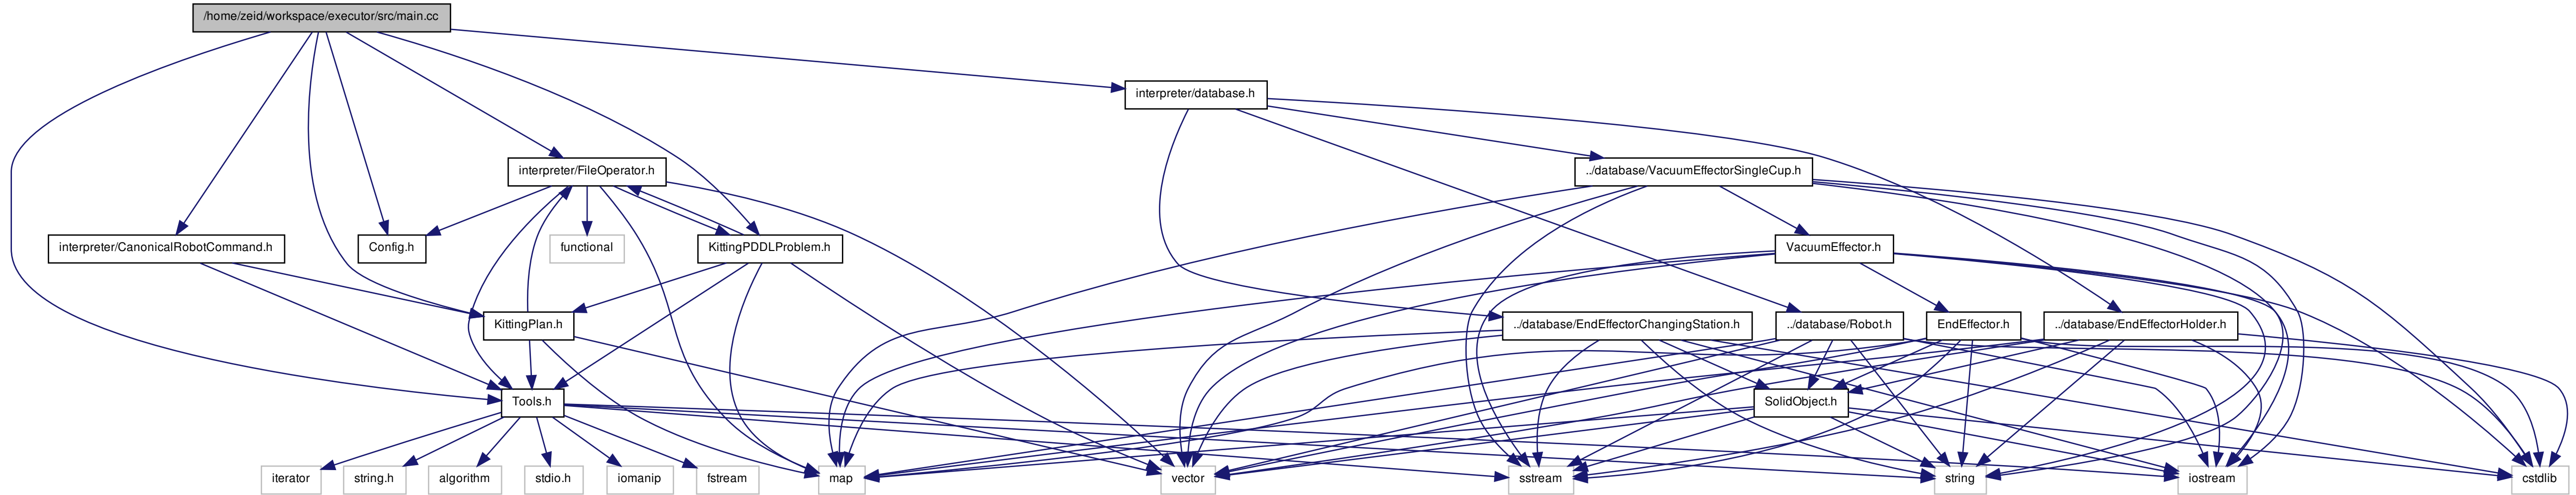 /home/zeid/workspace/executor/src/main.cc
interpreter/database.h
interpreter/FileOperator.h
../database/VacuumEffectorSingleCup.h
interpreter/CanonicalRobotCommand.h
Config.h
functional
KittingPDDLProblem.h
VacuumEffector.h
KittingPlan.h
../database/EndEffectorChangingStation.h
../database/Robot.h
EndEffector.h
../database/EndEffectorHolder.h
Tools.h
SolidObject.h
iterator
string.h
algorithm
stdio.h
iomanip
fstream
map
vector
sstream
string
iostream
cstdlib